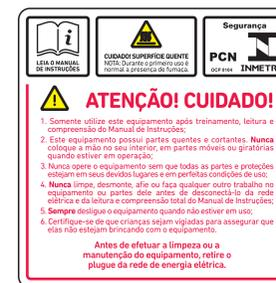 Segurança
LEIA O MANUAL
DE INSTRUÇÕES
CUIDADO! SUPERFÍCIE QUENTE
NOTA: Durante o primeiro uso é
normal a presença de fumaça.
PCN
OCP 0164
INMETR
ATENÇÃO! CUIDADO!
1. Somente utilize este equipamento após treinamento, leitura e
compreensão do Manual de Instruções;
2. Este equipamento possui partes quentes e cortantes. Nunca
coloque a mão no seu interior, em partes móveis ou giratórias
quando estiver em operação;
3. Nunca opere o equipamento sem que todas as partes e proteções
estejam em seus devidos lugares e em perfeitas condições de uso;
4. Nunca limpe, desmonte, afie ou faça qualquer outro trabalho no
equipamento ou partes dele antes de desconectá-lo da rede
elétrica e da leitura e compreensão total do Manual de Instruções;
5. Sempre desligue o equipamento quando não estiver em uso;
6. Certifique-se de que crianças sejam vigiadas para assegurar que
elas não estejam brincando com o equipamento.
Antes de efetuar a limpeza ou a
manutenção do equipamento, retire o
plugue da rede de energia elétrica.